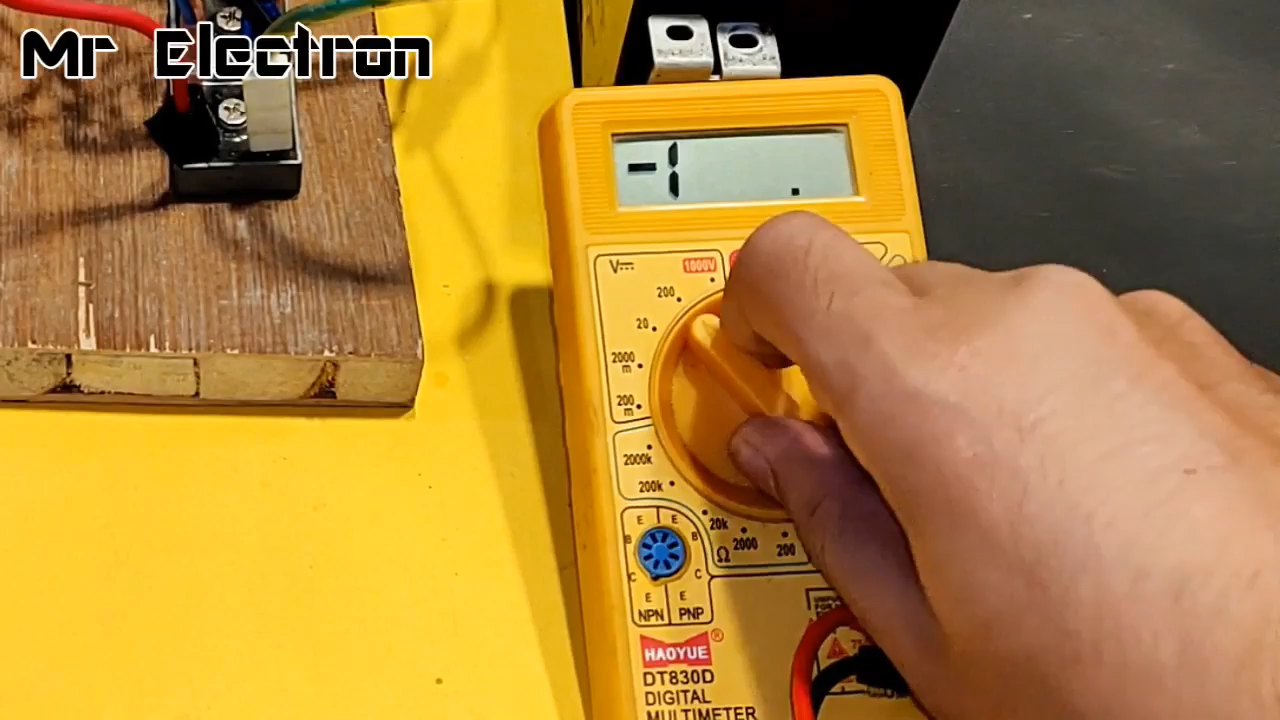 Mr Electron
-1 .
V⎓ 1000V
200
20
2000
m
200
m
2000k
200k
20k
Ω 2000 200
E E
B B
C C
E E
NPN PNP
HAOYUE ®
DT830D
DIGITAL
MULTIMETER